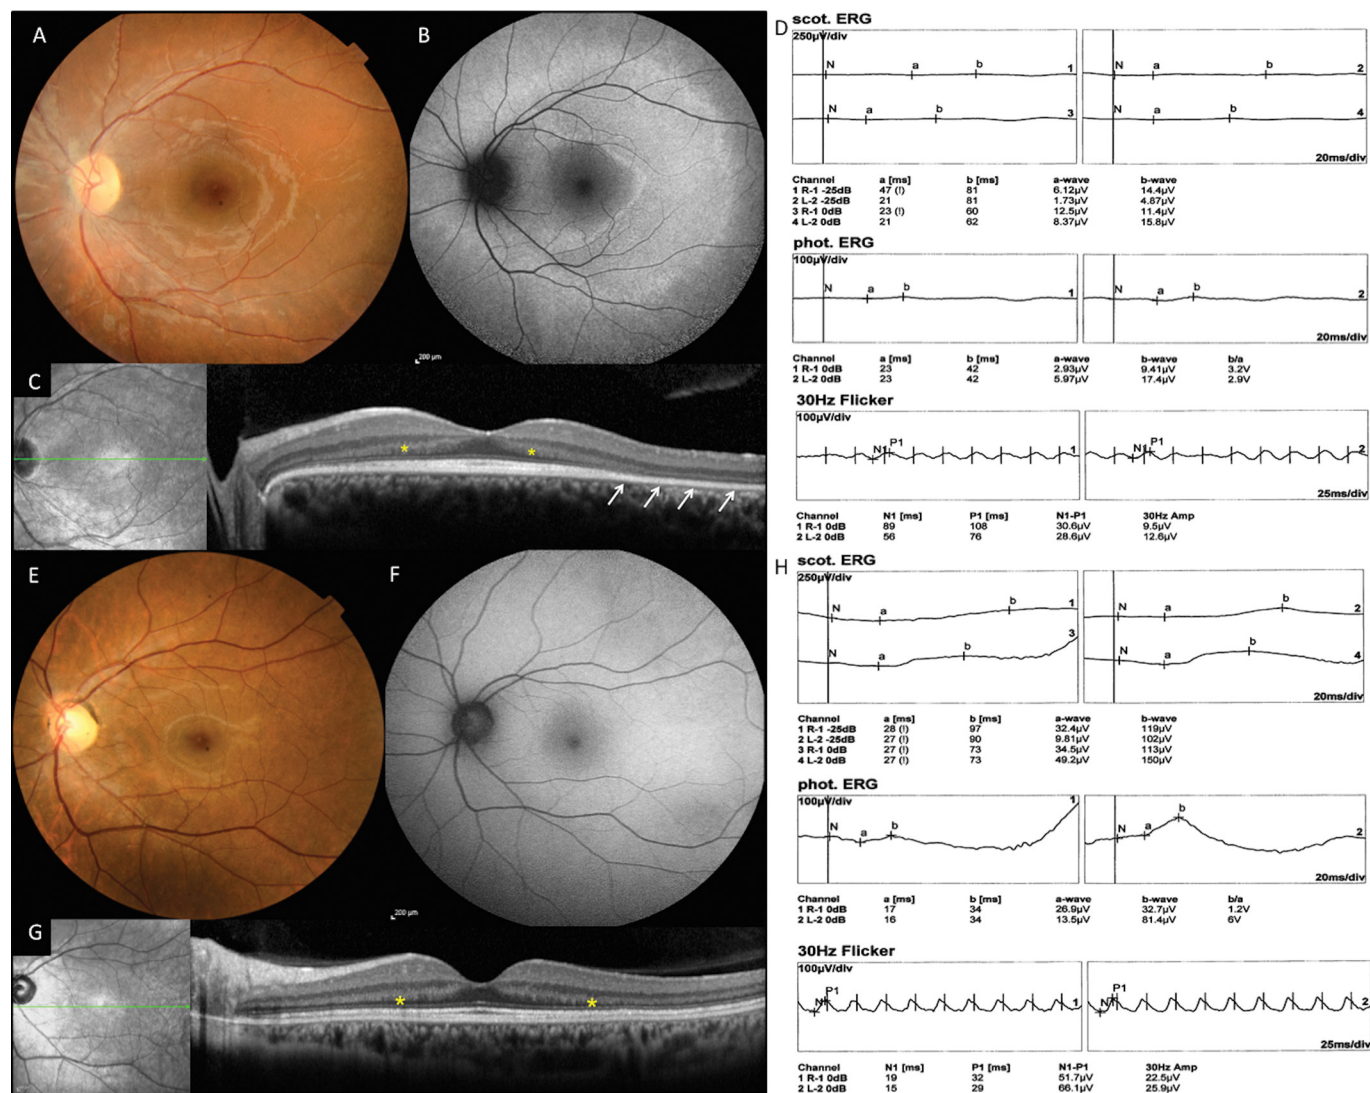 A
B
200 µm
C
*
*
D
scot. ERG
250µV/div
N a b 1
N a b 2
N a b 3
N a b 4
20ms/div
Channel a [ms] b [ms] a-wave b-wave
1 R-1 -25dB 47 (!) 81 6.12µV 14.4µV
2 L-2 -25dB 21 81 1.73µV 4.87µV
3 R-1 0dB 23 (!) 60 12.5µV 11.4µV
4 L-2 0dB 21 62 8.37µV 15.8µV
phot. ERG
100µV/div
N a b 1
N a b 2
20ms/div
Channel a [ms] b [ms] a-wave b-wave b/a
1 R-1 0dB 23 42 2.93µV 9.41µV 3.2V
2 L-2 0dB 23 42 5.97µV 17.4µV 2.9V
30Hz Flicker
100µV/div
N1 P1 1
N1 P1 2
25ms/div
Channel N1 [ms] P1 [ms] N1-P1 30Hz Amp
1 R-1 0dB 89 108 30.6µV 9.5µV
2 L-2 0dB 56 76 28.6µV 12.6µV
E
F
200 µm
G
*
*
H
scot. ERG
250µV/div
N a b 1
N a b 2
N a b 3
N a b 4
20ms/div
Channel a [ms] b [ms] a-wave b-wave
1 R-1 -25dB 28 (!) 97 32.4µV 119µV
2 L-2 -25dB 27 (!) 90 9.81µV 102µV
3 R-1 0dB 27 (!) 73 34.5µV 113µV
4 L-2 0dB 27 (!) 73 49.2µV 150µV
phot. ERG
100µV/div
N a b 1
N a b 2
20ms/div
Channel a [ms] b [ms] a-wave b-wave b/a
1 R-1 0dB 17 34 26.9µV 32.7µV 1.2V
2 L-2 0dB 16 34 13.5µV 81.4µV 6V
30Hz Flicker
100µV/div
N P1 1
N P1 2
25ms/div
Channel N1 [ms] P1 [ms] N1-P1 30Hz Amp
1 R-1 0dB 19 32 51.7µV 22.5µV
2 L-2 0dB 15 29 66.1µV 25.9µV